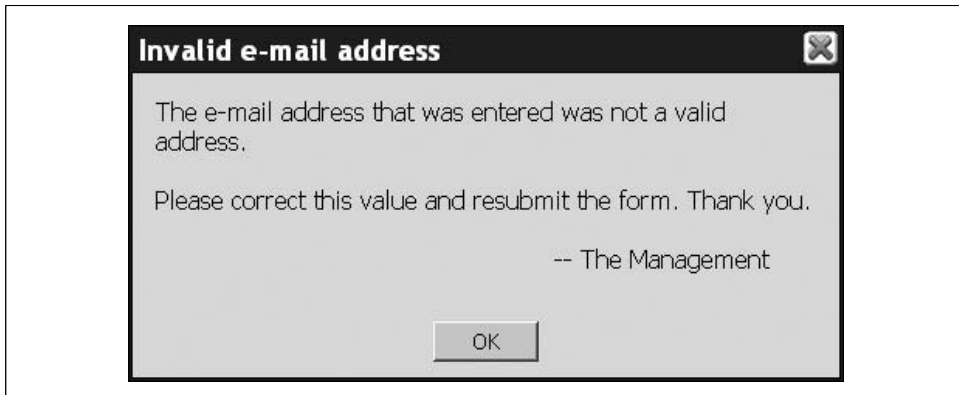 Invalid e-mail address
The e-mail address that was entered was not a valid
address.
Please correct this value and resubmit the form. Thank you.
-- The Management
OK